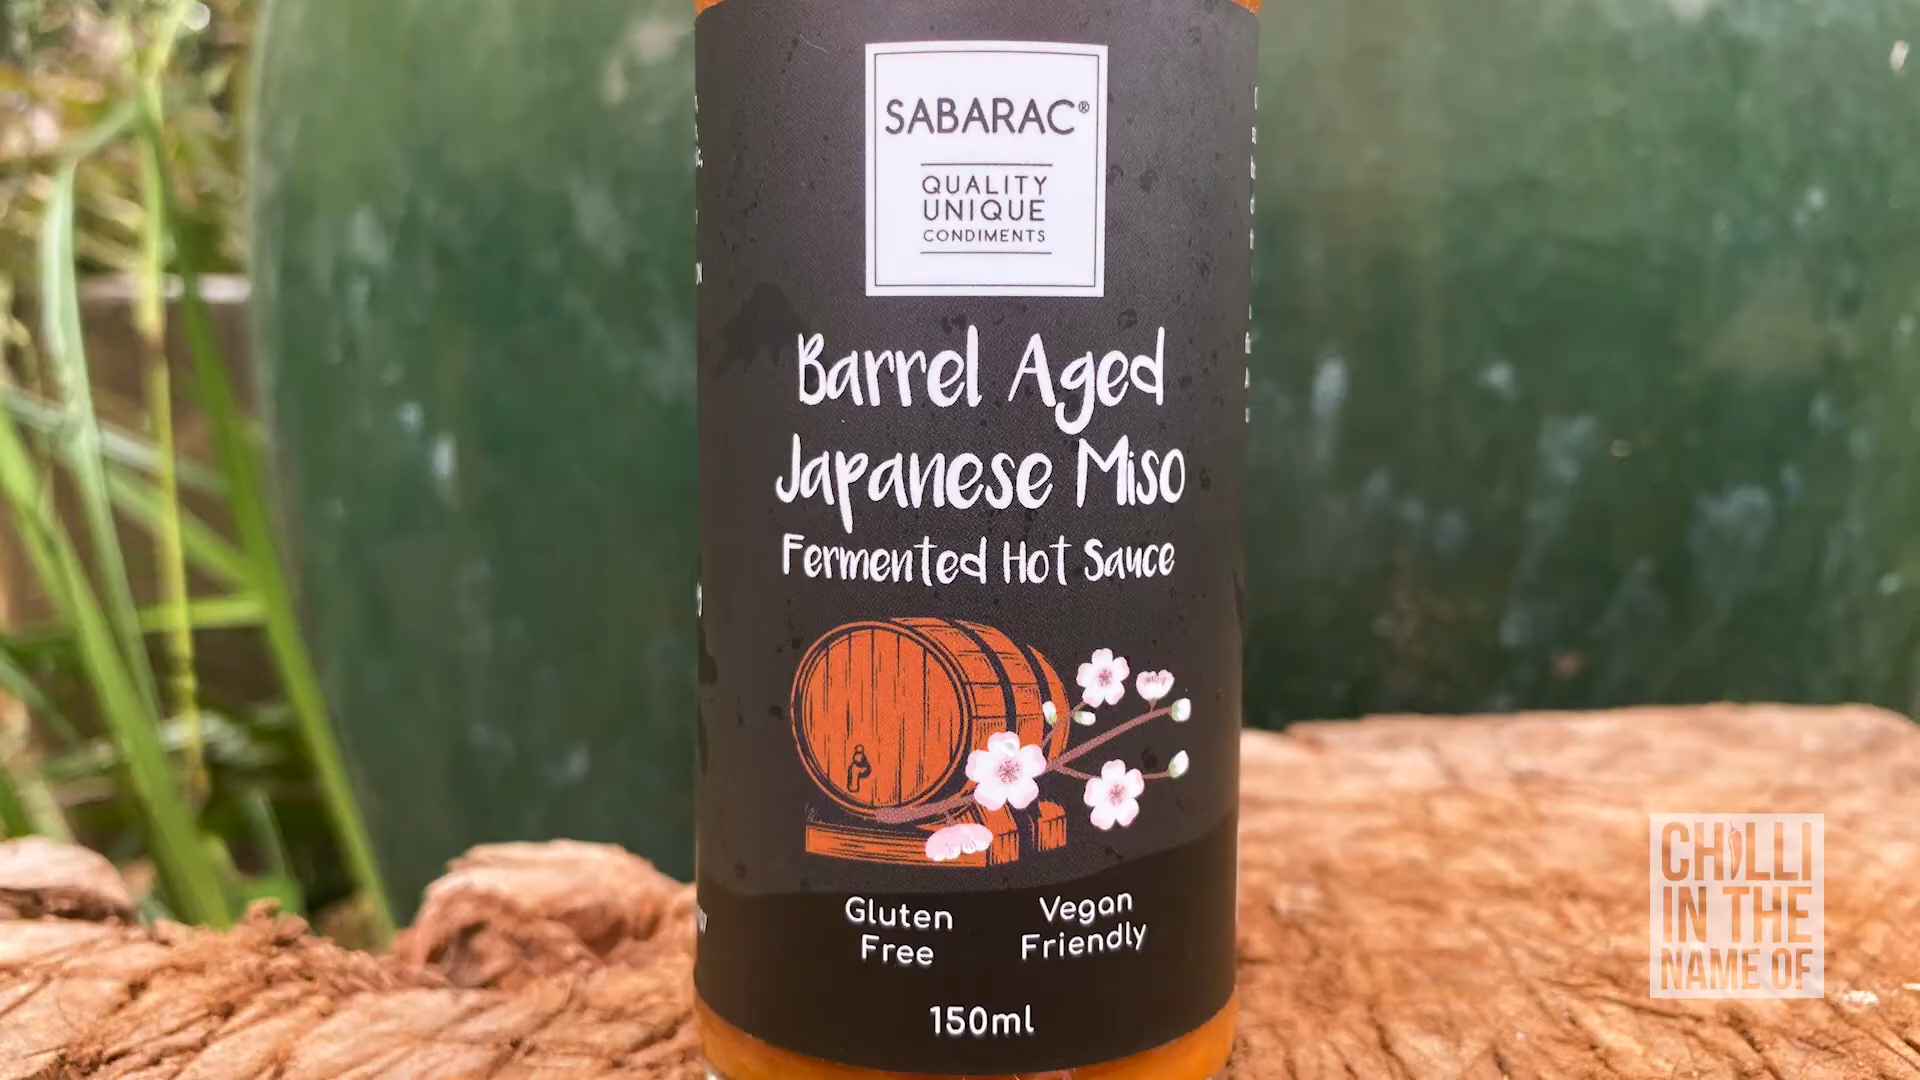 SABARAC®
QUALITY
UNIQUE
CONDIMENTS
Barrel Aged
Japanese Miso
Fermented Hot Sauce
Gluten
Free
Vegan
Friendly
150ml
CHILLI
IN THE
NAME OF